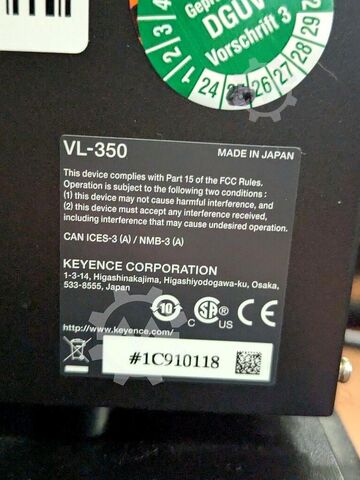 Geprüft
DGUV
Vorschrift 3
1 2 3 4
24 25 26 27 28 29
VL-350
MADE IN JAPAN
This device complies with Part 15 of the FCC Rules.
Operation is subject to the following two conditions :
(1) this device may not cause harmful interference, and
(2) this device must accept any interference received,
including interference that may cause undesired operation.
CAN ICES-3 (A) / NMB-3 (A)
KEYENCE CORPORATION
1-3-14, Higashinakajima, Higashiyodogawa-ku, Osaka,
533-8555, Japan
10
C SA US
CE
http://www.keyence.com/
#1C910118